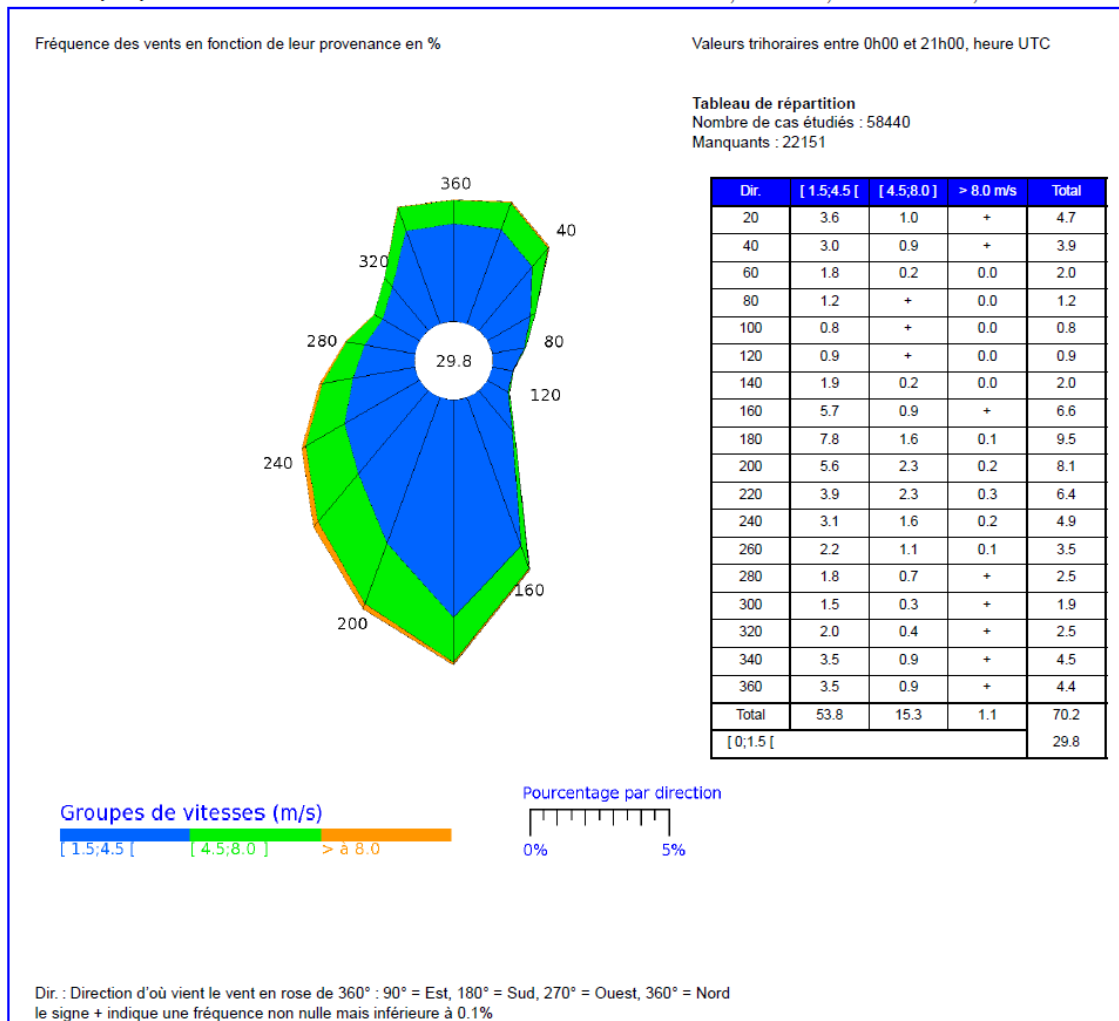 Fréquence des vents en fonction de leur provenance en %
Valeurs trihoraires entre 0h00 et 21h00, heure UTC
Tableau de répartition
Nombre de cas étudiés : 58440
Manquants : 22151
360
40
320
280
80
29.8
120
240
160
200
Dir. [ 1.5;4.5 [ [ 4.5;8.0 ] > 8.0 m/s Total
20 3.6 1.0 + 4.7
40 3.0 0.9 + 3.9
60 1.8 0.2 0.0 2.0
80 1.2 + 0.0 1.2
100 0.8 + 0.0 0.8
120 0.9 + 0.0 0.9
140 1.9 0.2 0.0 2.0
160 5.7 0.9 + 6.6
180 7.8 1.6 0.1 9.5
200 5.6 2.3 0.2 8.1
220 3.9 2.3 0.3 6.4
240 3.1 1.6 0.2 4.9
260 2.2 1.1 0.1 3.5
280 1.8 0.7 + 2.5
300 1.5 0.3 + 1.9
320 2.0 0.4 + 2.5
340 3.5 0.9 + 4.5
360 3.5 0.9 + 4.4
Total 53.8 15.3 1.1 70.2
[ 0;1.5 [ 29.8
Groupes de vitesses (m/s)
[ 1.5;4.5 [ [ 4.5;8.0 ] > à 8.0
Pourcentage par direction
0% 5%
Dir. : Direction d'où vient le vent en rose de 360° : 90° = Est, 180° = Sud, 270° = Ouest, 360° = Nord
le signe + indique une fréquence non nulle mais inférieure à 0.1%